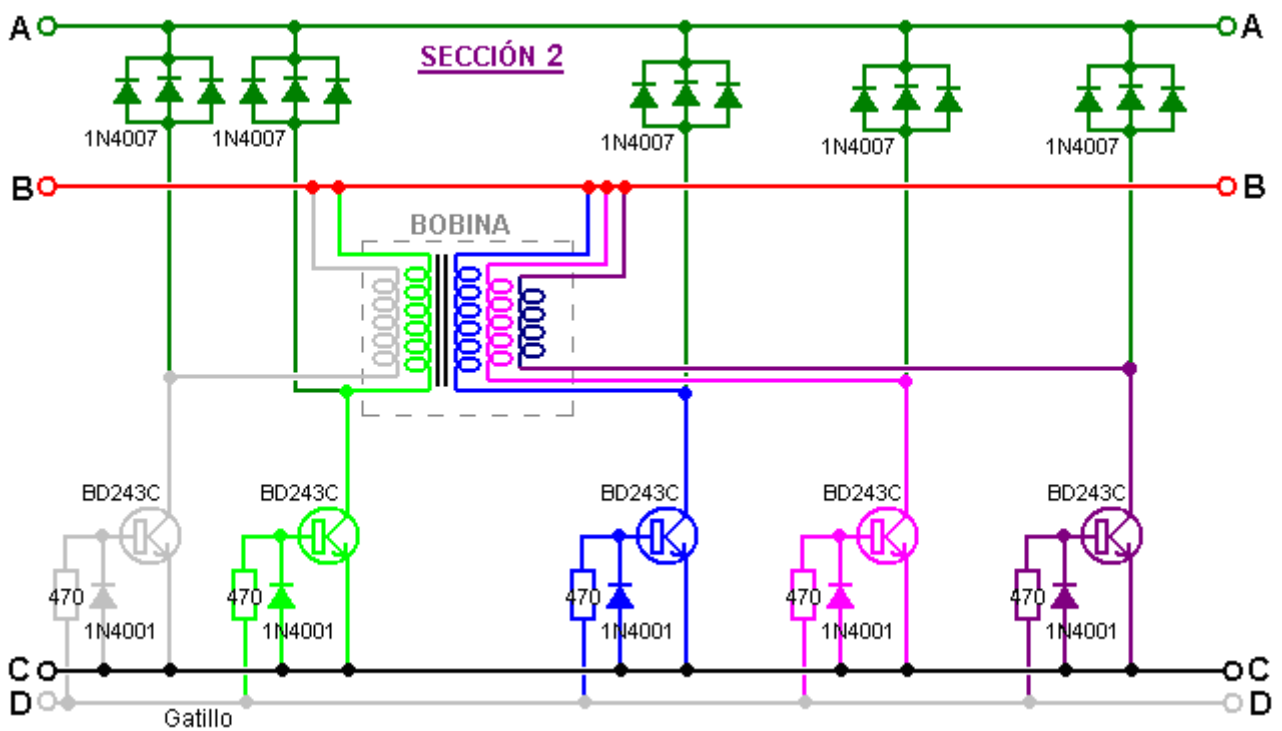 A A
SECCIÓN 2
1N4007 1N4007 1N4007 1N4007 1N4007
B B
BOBINA
BD243C BD243C BD243C BD243C BD243C
470 470 470 470 470
1N4001 1N4001 1N4001 1N4001 1N4001
C C
D D
Gatillo